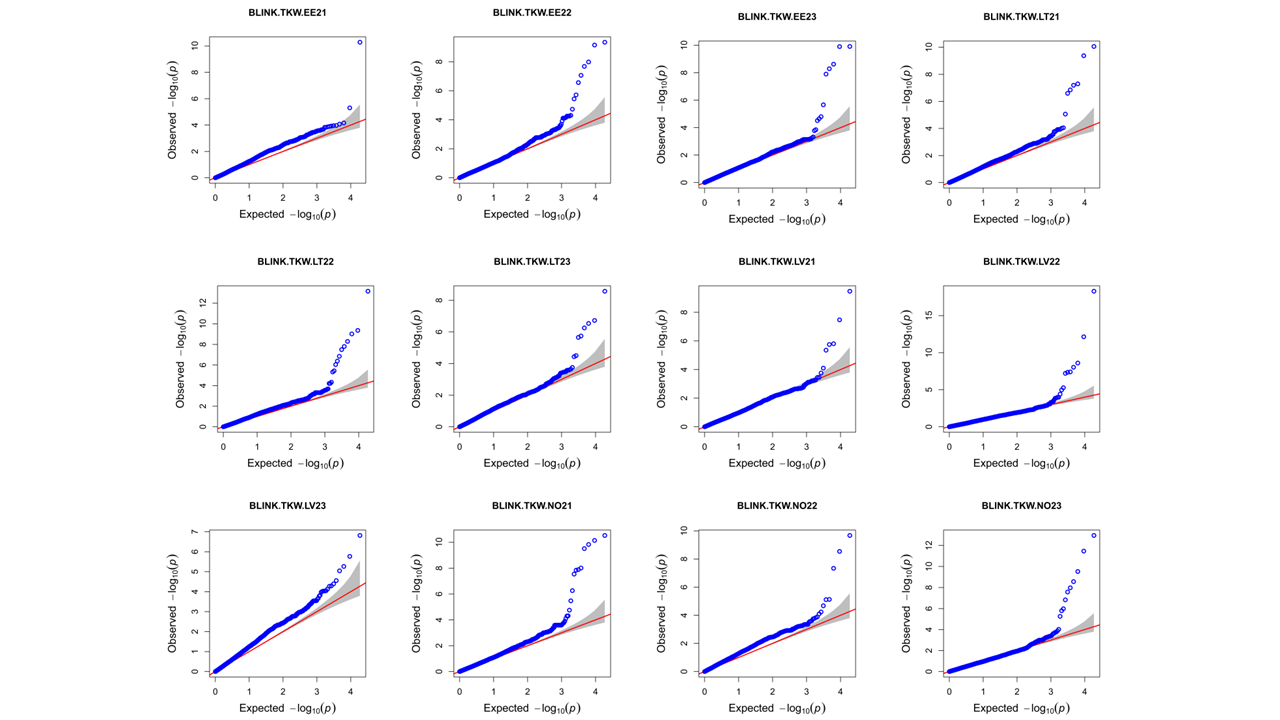 BLINK.TKW.EE21
BLINK.TKW.EE22
BLINK.TKW.EE23
BLINK.TKW.LT21
Observed −log10(p)
0 2 4 6 8 10
0 1 2 3 4
Expected −log10(p)
Observed −log10(p)
0 2 4 6 8
0 1 2 3 4
Expected −log10(p)
Observed −log10(p)
0 2 4 6 8 10
0 1 2 3 4
Expected −log10(p)
Observed −log10(p)
0 2 4 6 8 10
0 1 2 3 4
Expected −log10(p)
BLINK.TKW.LT22
BLINK.TKW.LT23
BLINK.TKW.LV21
BLINK.TKW.LV22
Observed −log10(p)
0 2 4 6 8 10 12
0 1 2 3 4
Expected −log10(p)
Observed −log10(p)
0 2 4 6 8
0 1 2 3 4
Expected −log10(p)
Observed −log10(p)
0 2 4 6 8
0 1 2 3 4
Expected −log10(p)
Observed −log10(p)
0 5 10 15
0 1 2 3 4
Expected −log10(p)
BLINK.TKW.LV23
BLINK.TKW.NO21
BLINK.TKW.NO22
BLINK.TKW.NO23
Observed −log10(p)
0 1 2 3 4 5 6 7
0 1 2 3 4
Expected −log10(p)
Observed −log10(p)
0 2 4 6 8 10
0 1 2 3 4
Expected −log10(p)
Observed −log10(p)
0 2 4 6 8 10
0 1 2 3 4
Expected −log10(p)
Observed −log10(p)
0 2 4 6 8 10 12
0 1 2 3 4
Expected −log10(p)